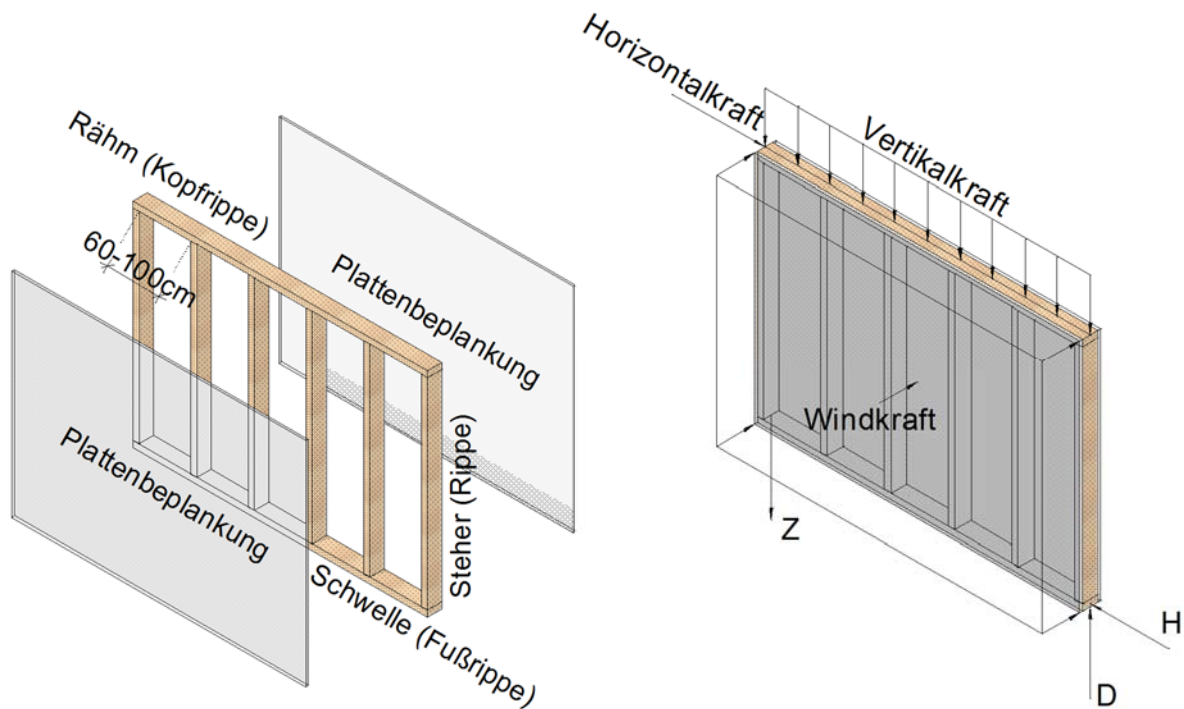 Rähm (Kopfrippe)
60-100cm
Plattenbeplankung
Plattenbeplankung
Steher (Rippe)
Schwelle (Fußrippe)
Horizontalkraft
Vertikalkraft
Windkraft
Z
H
D